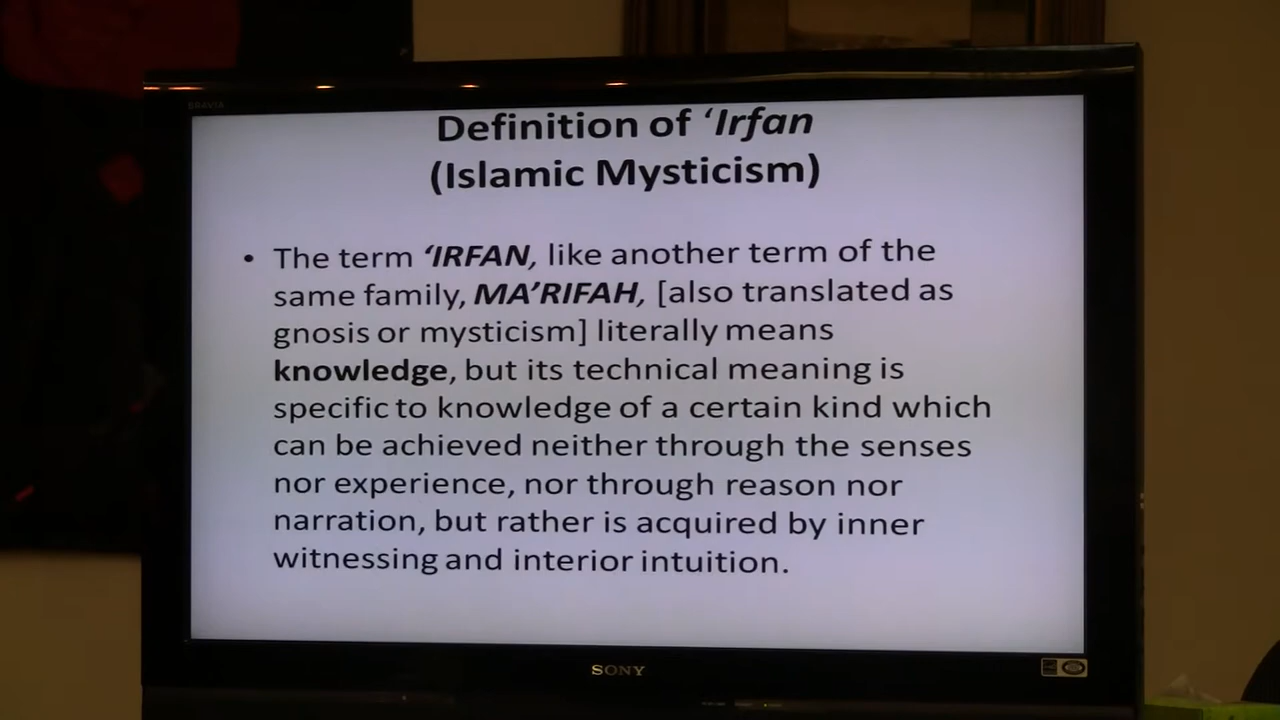 BRAVIA
Definition of ‘Irfan
(Islamic Mysticism)
• The term ‘IRFAN, like another term of the
same family, MA’RIFAH, [also translated as
gnosis or mysticism] literally means
knowledge, but its technical meaning is
specific to knowledge of a certain kind which
can be achieved neither through the senses
nor experience, nor through reason nor
narration, but rather is acquired by inner
witnessing and interior intuition.
SONY